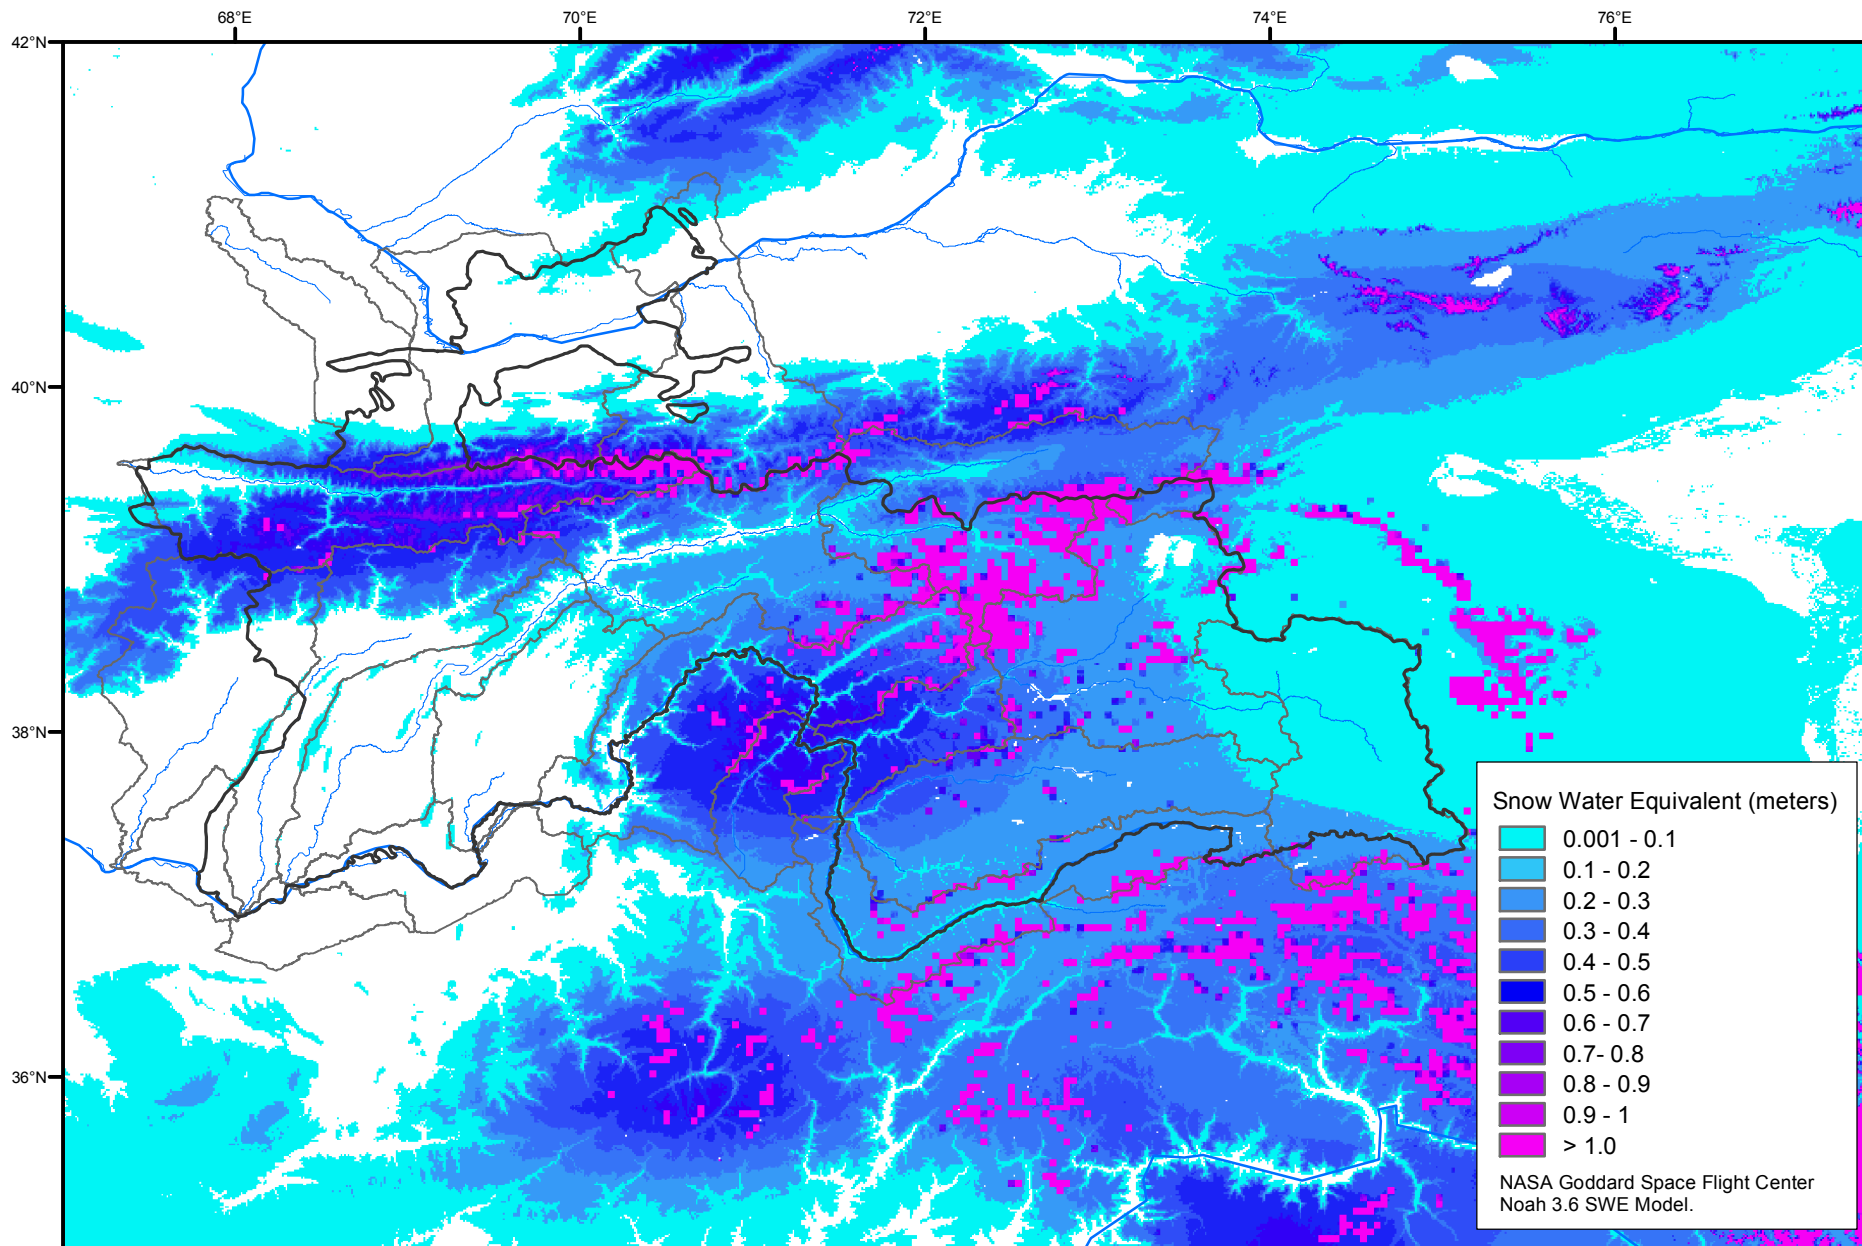 68°E 70°E 72°E 74°E 76°E
42°N
40°N
38°N
36°N
Snow Water Equivalent (meters)
0.001 - 0.1
0.1 - 0.2
0.2 - 0.3
0.3 - 0.4
0.4 - 0.5
0.5 - 0.6
0.6 - 0.7
0.7- 0.8
0.8 - 0.9
0.9 - 1
> 1.0
NASA Goddard Space Flight Center
Noah 3.6 SWE Model.